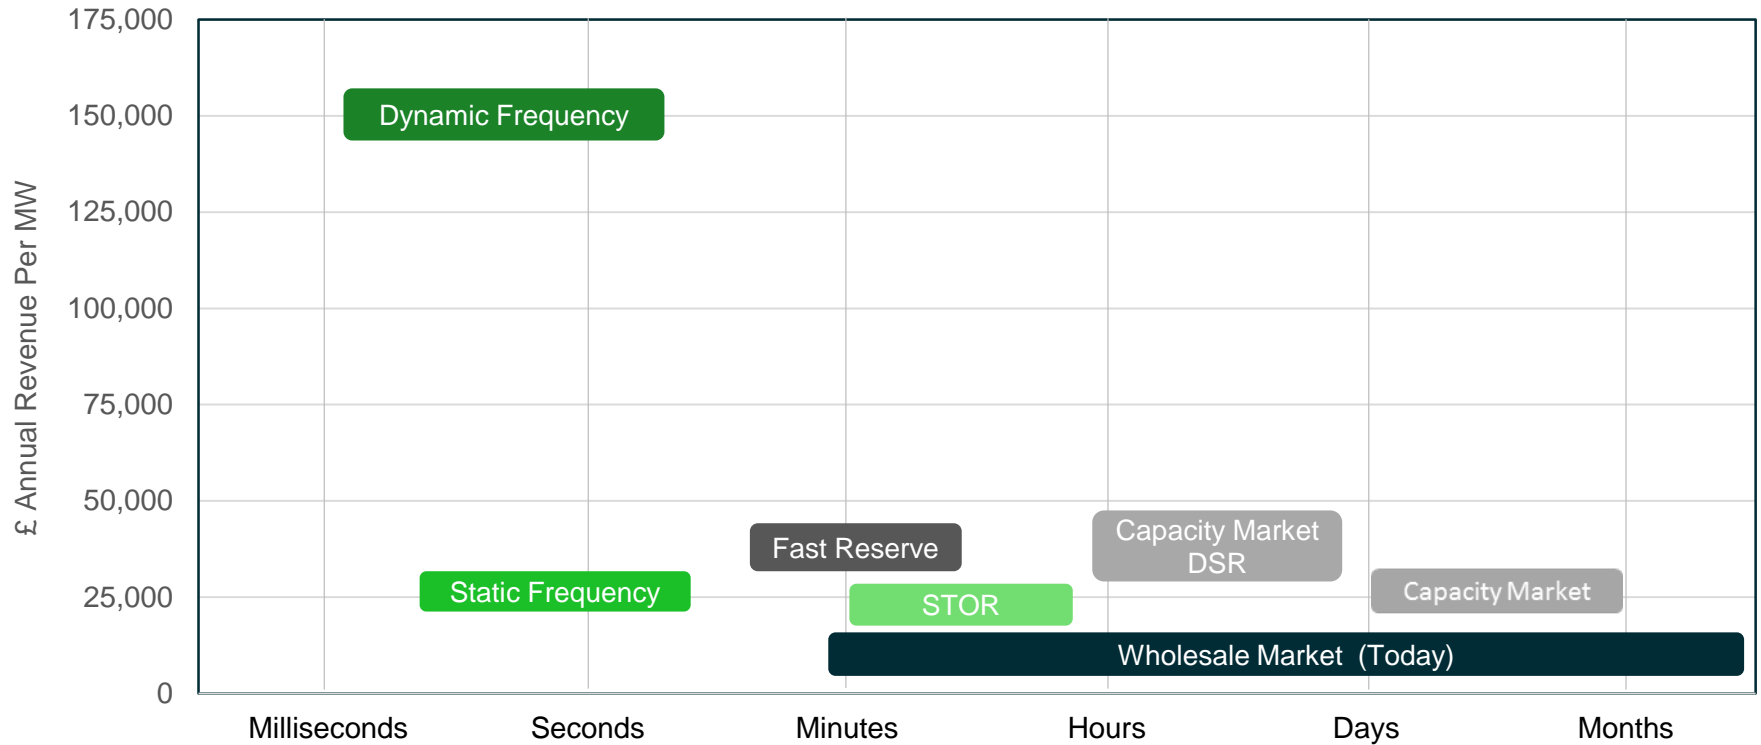 £ Annual Revenue Per MW
175,000
150,000
125,000
100,000
75,000
50,000
25,000
0
Dynamic Frequency
Fast Reserve
Capacity Market
DSR
Static Frequency
STOR
Capacity Market
Wholesale Market (Today)
Milliseconds
Seconds
Minutes
Hours
Days
Months